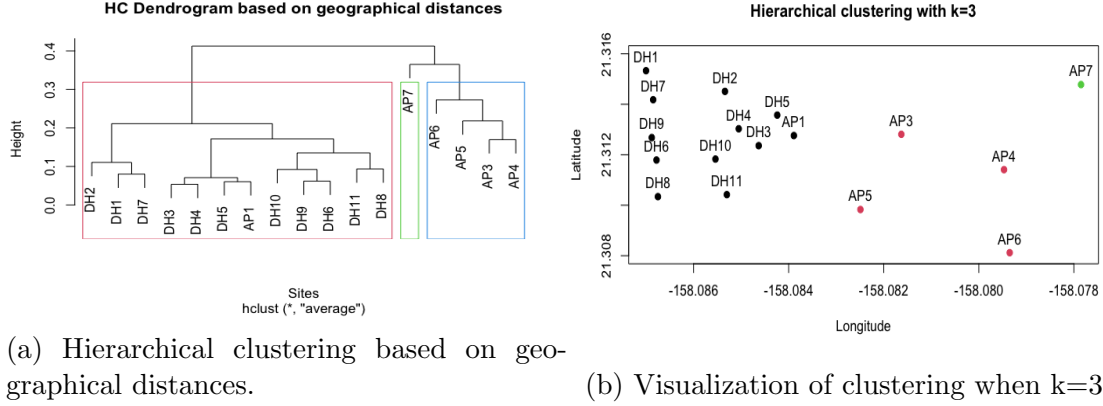 HC Dendrogram based on geographical distances
Height
0.0 0.1 0.2 0.3 0.4
AP7
AP6
AP5
AP3
AP4
DH2
DH1
DH7
DH3
DH4
DH5
AP1
DH10
DH9
DH6
DH11
DH8
Sites
hclust (*, "average")
(a) Hierarchical clustering based on geo-
graphical distances.
Hierarchical clustering with k=3
Latitude
21.308 21.312 21.316
DH1
AP7
DH7
DH2
DH5
DH9
DH4
AP1
AP3
DH6
DH10
DH3
AP4
DH8
DH11
AP5
AP6
-158.086 -158.084 -158.082 -158.080 -158.078
Longitude
(b) Visualization of clustering when k=3